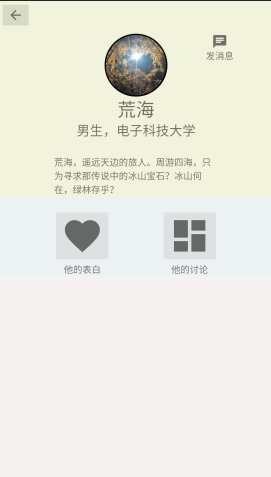 发消息
荒海
男生，电子科技大学
荒海，遥远天边的旅人。周游四海，只
为寻求那传说中的冰山宝石？冰山何
在，绿林存乎？
他的表白
他的讨论